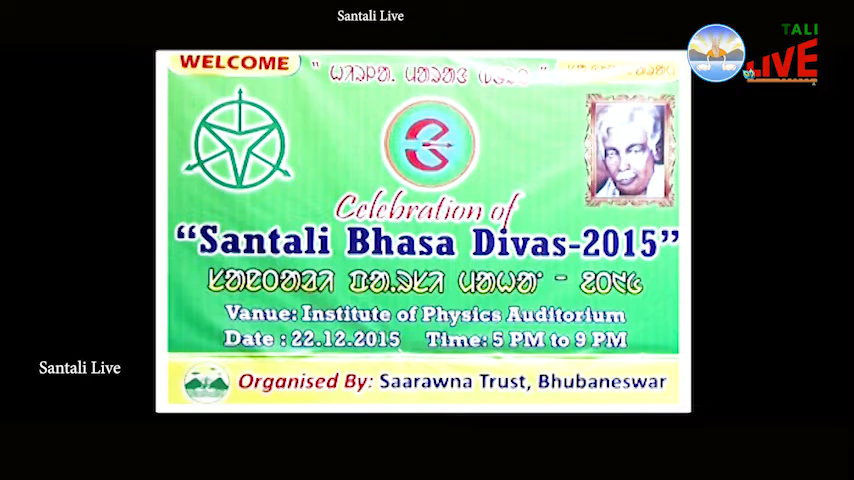 Santali Live
TALI
LIVE
WELCOME
Celebration of
“Santali Bhasa Divas-2015”
Vanue: Institute of Physics Auditorium
Date : 22.12.2015 Time: 5 PM to 9 PM
Santali Live
Organised By: Saarawna Trust, Bhubaneswar